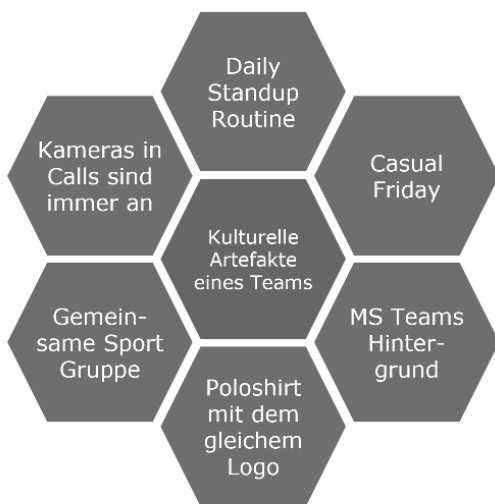 Daily
Standup
Routine
Kameras in
Calls sind
immer an
Casual
Friday
Kulturelle
Artefakte
eines Teams
Gemein-
same Sport
Gruppe
MS Teams
Hinter-
grund
Poloshirt
mit dem
gleichem
Logo